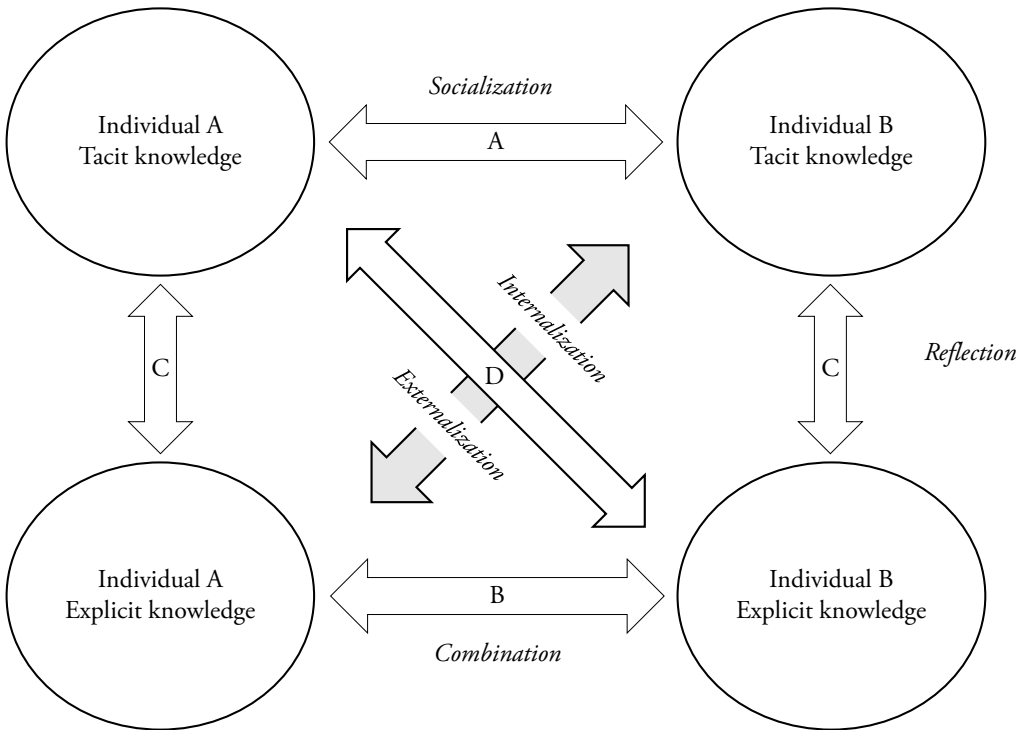 Socialization
Individual A
Tacit knowledge
A
Individual B
Tacit knowledge
Internalization
C
D
C
Reflection
Externalization
Individual A
Explicit knowledge
B
Individual B
Explicit knowledge
Combination